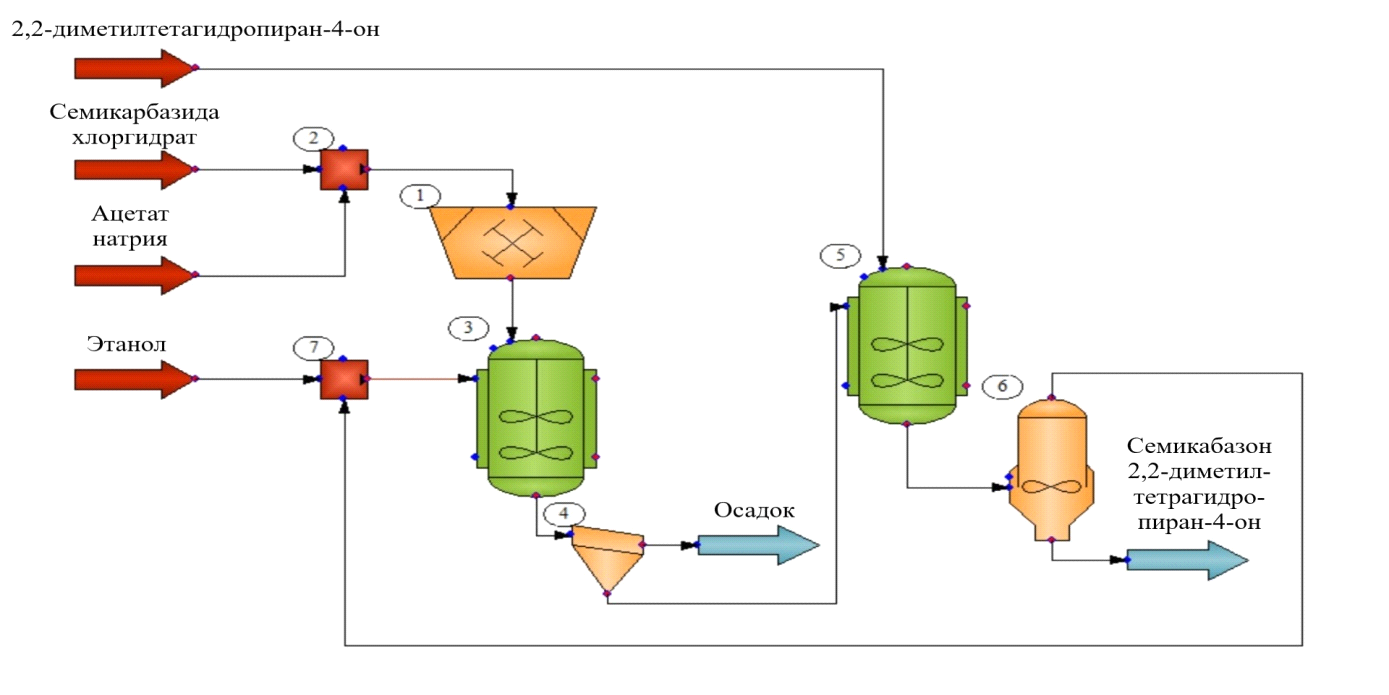 2,2-диметилтетагидропиран-4-он
Семикарбазида
хлоргидрат
2
1
Ацетат
натрия
5
3
Этанол
7
6
Семикабазон
2,2-диметил-
тетрагидро-
пиран-4-он
4
Осадок